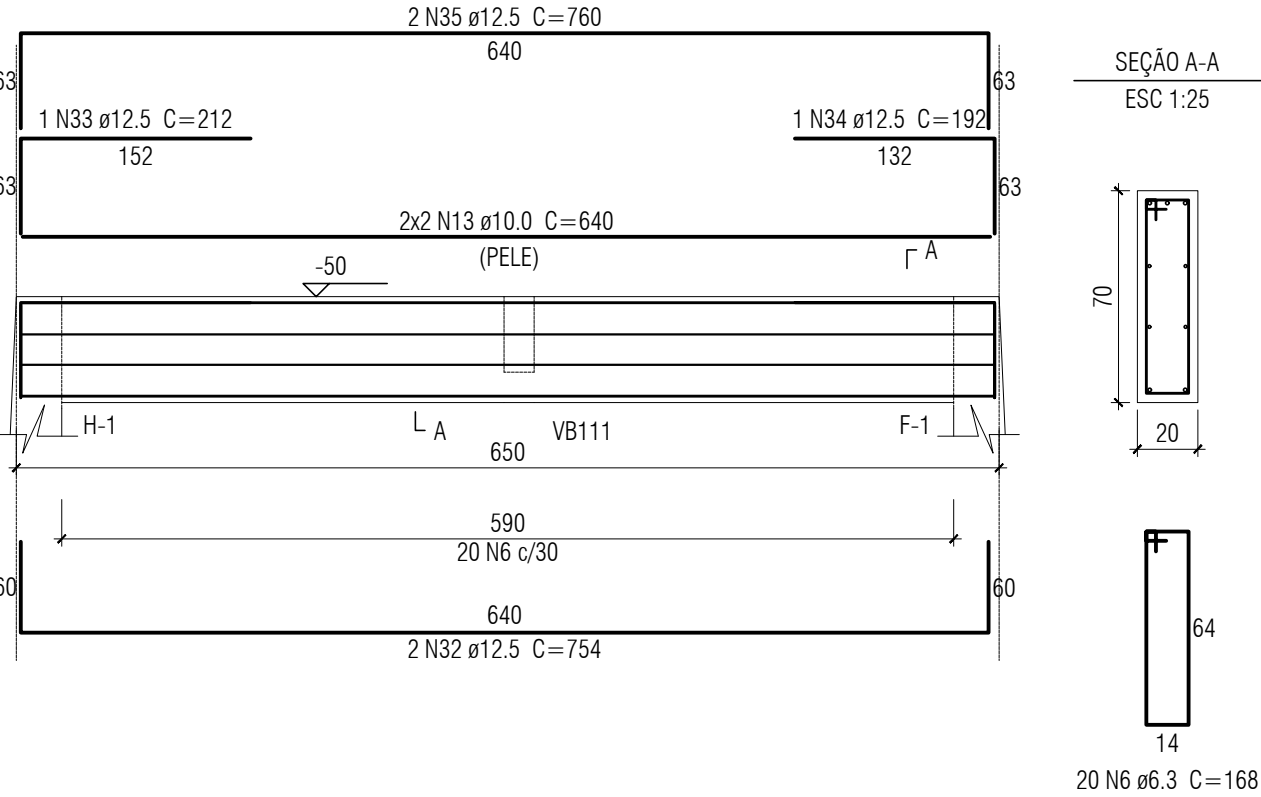 2 N35 ø12.5 C=760
640
63
63
1 N33 ø12.5 C=212
152
1 N34 ø12.5 C=192
132
63
63
2x2 N13 ø10.0 C=640
(PELE)
A
-50
H-1
A
VB111
F-1
650
590
20 N6 c/30
60
60
640
2 N32 ø12.5 C=754
SEÇÃO A-A
ESC 1:25
70
20
64
14
20 N6 ø6.3 C=168